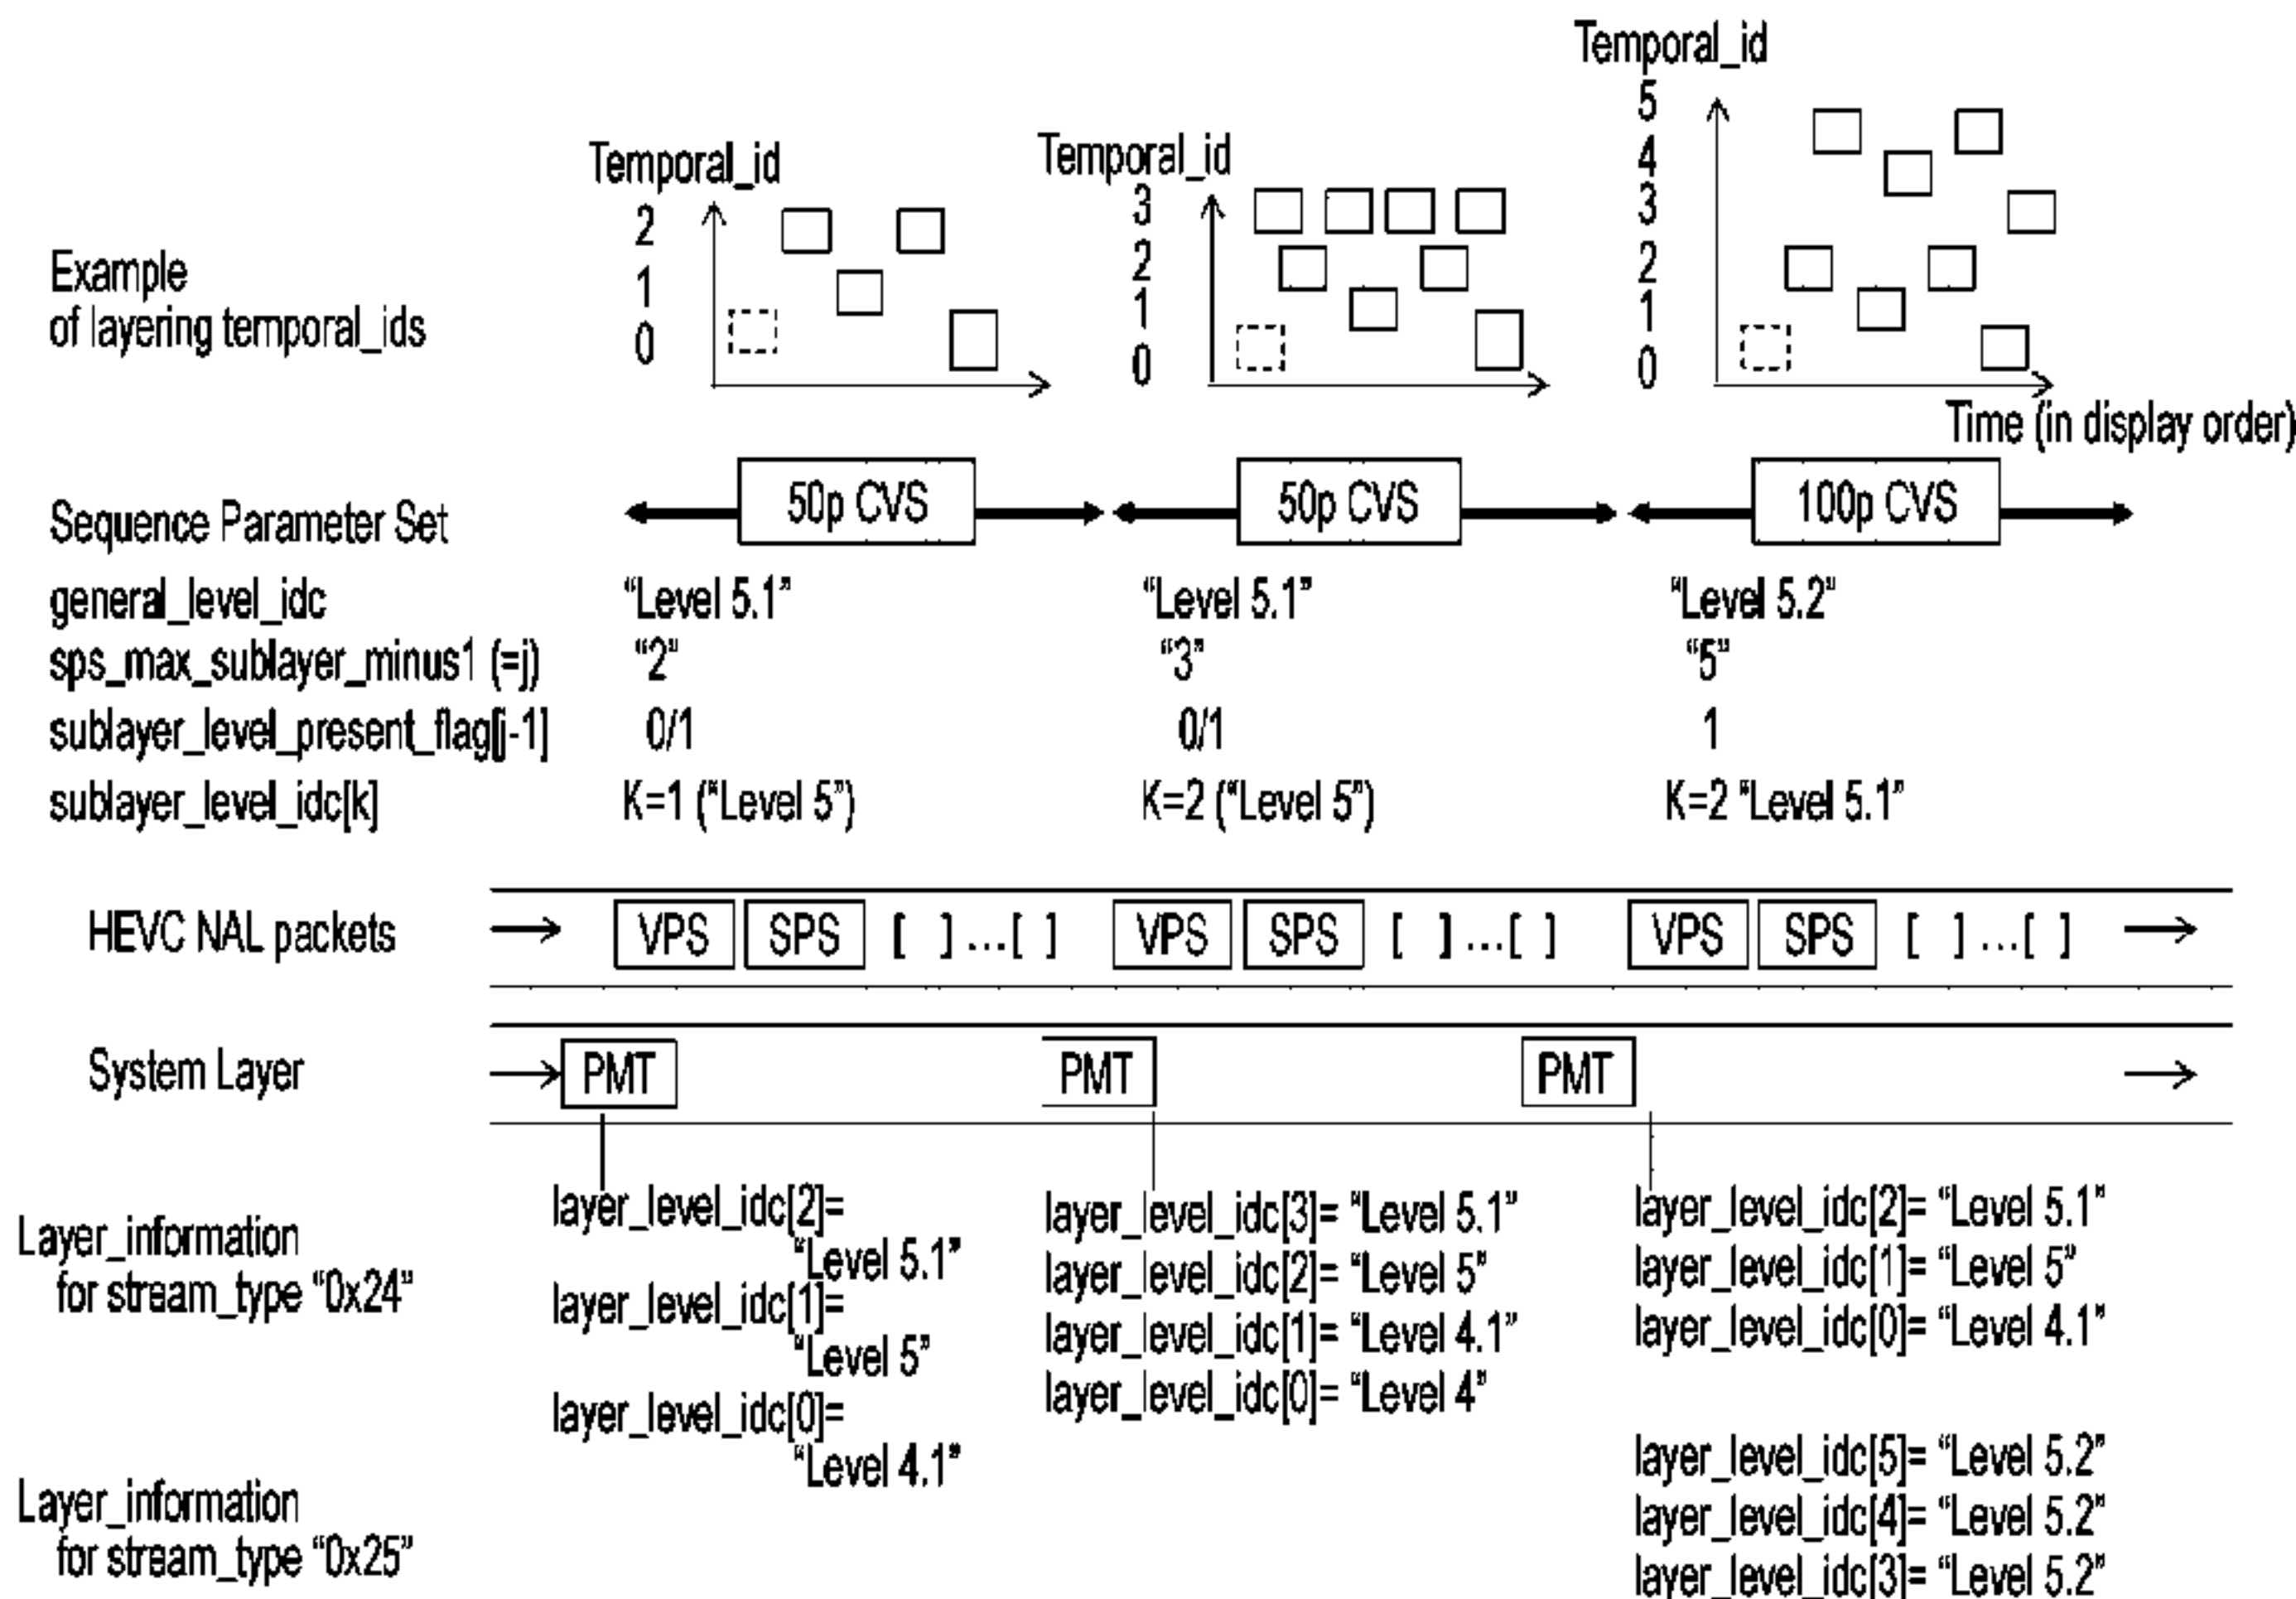 Temporal_id
5
4
3
2
1
0
Temporal_id
3
2
1
0
Temporal_id
2
1
0
Example
of layering temporal_ids
Time (in display order)
Sequence Parameter Set
50p CVS
50p CVS
100p CVS
general_level_idc
“Level 5.1”
“Level 5.1”
“Level 5.2”
sps_max_sublayer_minus1 (=j)
“2”
“3”
“5”
sublayer_level_present_flag[j-1]
0/1
0/1
1
sublayer_level_idc[k]
K=1 (“Level 5”)
K=2 (“Level 5”)
K=2 “Level 5.1”
HEVC NAL packets
VPS
SPS
[ ]...[ ]
VPS
SPS
[ ]...[ ]
VPS
SPS
[ ]...[ ]
System Layer
PMT
PMT
PMT
Layer_information
for stream_type “0x24”
layer_level_idc[2]=
“Level 5.1”
layer_level_idc[1]=
“Level 5”
layer_level_idc[0]=
“Level 4.1”
layer_level_idc[3]= “Level 5.1”
layer_level_idc[2]= “Level 5”
layer_level_idc[1]= “Level 4.1”
layer_level_idc[0]= “Level 4”
layer_level_idc[2]= “Level 5.1”
layer_level_idc[1]= “Level 5”
layer_level_idc[0]= “Level 4.1”
Layer_information
for stream_type “0x25”
layer_level_idc[5]= “Level 5.2”
layer_level_idc[4]= “Level 5.2”
layer_level_idc[3]= “Level 5.2”